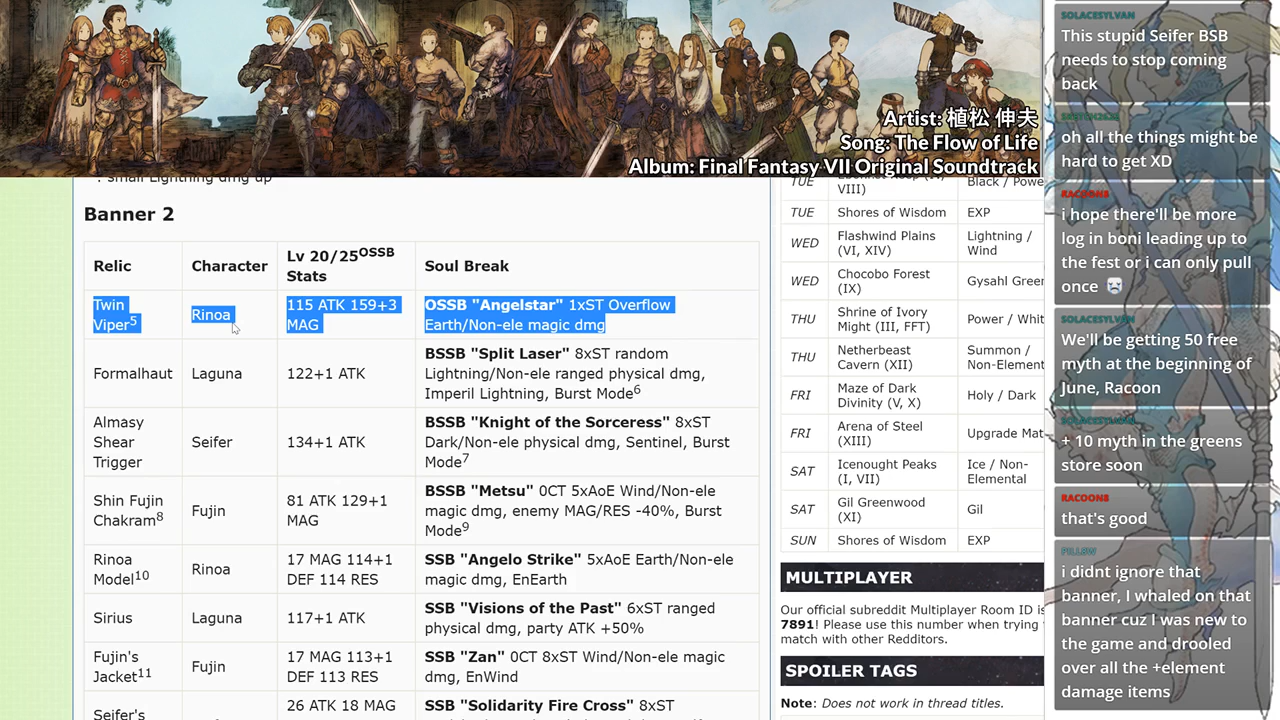 Artist: 植松 伸夫
Song: The Flow of Life
Album: Final Fantasy VII Original Soundtrack
: small Lightning dmg up
Banner 2
Relic
Character
Lv 20/25OSSB
Stats
Soul Break
Twin
Viper5
Rinoa
115 ATK 159+3
MAG
OSSB "Angelstar" 1xST Overflow
Earth/Non-ele magic dmg
Formalhaut
Laguna
122+1 ATK
BSSB "Split Laser" 8xST random
Lightning/Non-ele ranged physical dmg,
Imperil Lightning, Burst Mode6
Almasy
Shear
Trigger
Seifer
134+1 ATK
BSSB "Knight of the Sorceress" 8xST
Dark/Non-ele physical dmg, Sentinel, Burst
Mode7
Shin Fujin
Chakram8
Fujin
81 ATK 129+1
MAG
BSSB "Metsu" 0CT 5xAoE Wind/Non-ele
magic dmg, enemy MAG/RES -40%, Burst
Mode9
Rinoa
Model10
Rinoa
17 MAG 114+1
DEF 114 RES
SSB "Angelo Strike" 5xAoE Earth/Non-ele
magic dmg, EnEarth
Sirius
Laguna
117+1 ATK
SSB "Visions of the Past" 6xST ranged
physical dmg, party ATK +50%
Fujin's
Jacket11
Fujin
17 MAG 113+1
DEF 113 RES
SSB "Zan" 0CT 8xST Wind/Non-ele magic
dmg, EnWind
Seifer's
26 ATK 18 MAG
SSB "Solidarity Fire Cross" 8xST
TUE
VIII)
Black / Powe
TUE
Shores of Wisdom
EXP
WED
Flashwind Plains
(VI, XIV)
Lightning /
Wind
WED
Chocobo Forest
(IX)
Gysahl Green
THU
Shrine of Ivory
Might (III, FFT)
Power / Whit
THU
Netherbeast
Cavern (XII)
Summon /
Non-Element
FRI
Maze of Dark
Divinity (V, X)
Holy / Dark
FRI
Arena of Steel
(XIII)
Upgrade Mat
SAT
Icenought Peaks
(I, VII)
Ice / Non-
Elemental
SAT
Gil Greenwood
(XI)
Gil
SUN
Shores of Wisdom
EXP
MULTIPLAYER
Our official subreddit Multiplayer Room ID is
7891! Please use this number when trying
match with other Redditors.
SPOILER TAGS
Note: Does not work in thread titles.
SOLACESYLVAN
This stupid Seifer BSB
needs to stop coming
back
oh all the things might be
hard to get XD
RACOON8
i hope there'll be more
log in boni leading up to
the fest or i can only pull
once
SOLACESYLVAN
We'll be getting 50 free
myth at the beginning of
June, Racoon
SOLACESYLVAN
+ 10 myth in the greens
store soon
RACOON8
that's good
PILLOW
i didnt ignore that
banner, I whaled on that
banner cuz I was new to
the game and drooled
over all the +element
damage items